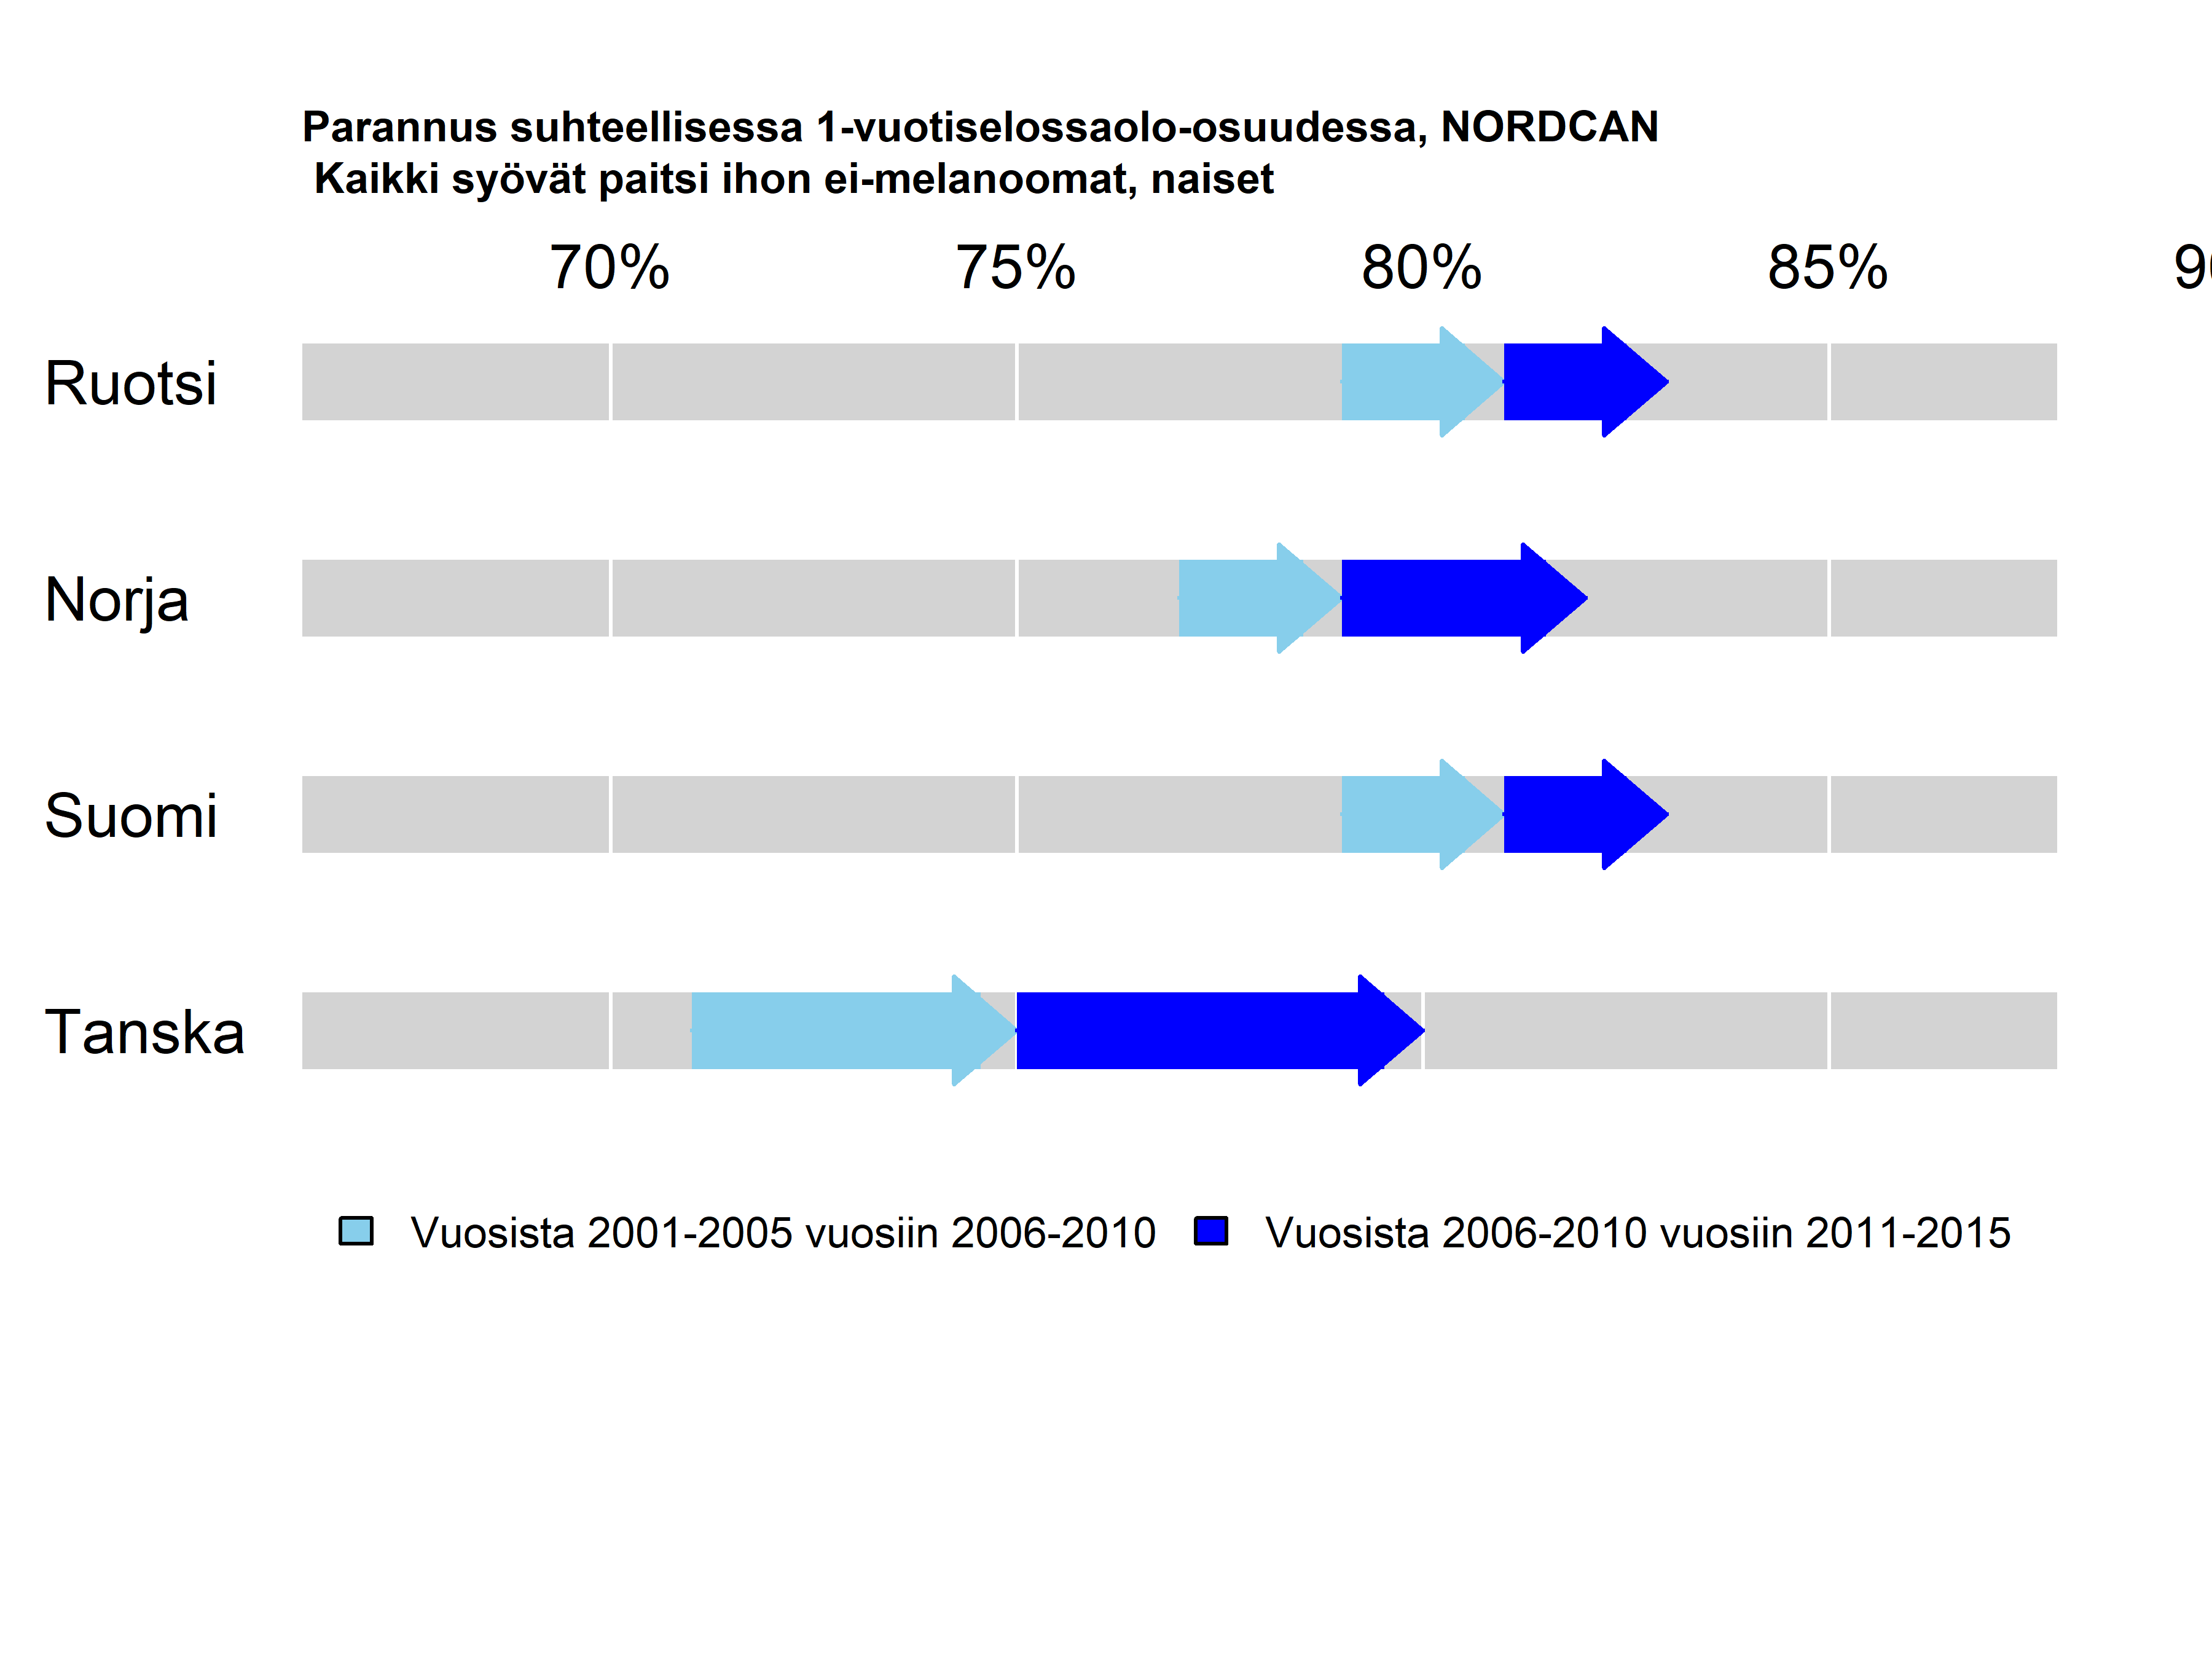 Parannus suhteellisessa 1-vuotiselossaolo-osuudessa, NORDCAN
Kaikki syövät paitsi ihon ei-melanoomat, naiset
70% 75% 80% 85%
Ruotsi
Norja
Suomi
Tanska
Vuosista 2001-2005 vuosiin 2006-2010 Vuosista 2006-2010 vuosiin 2011-2015